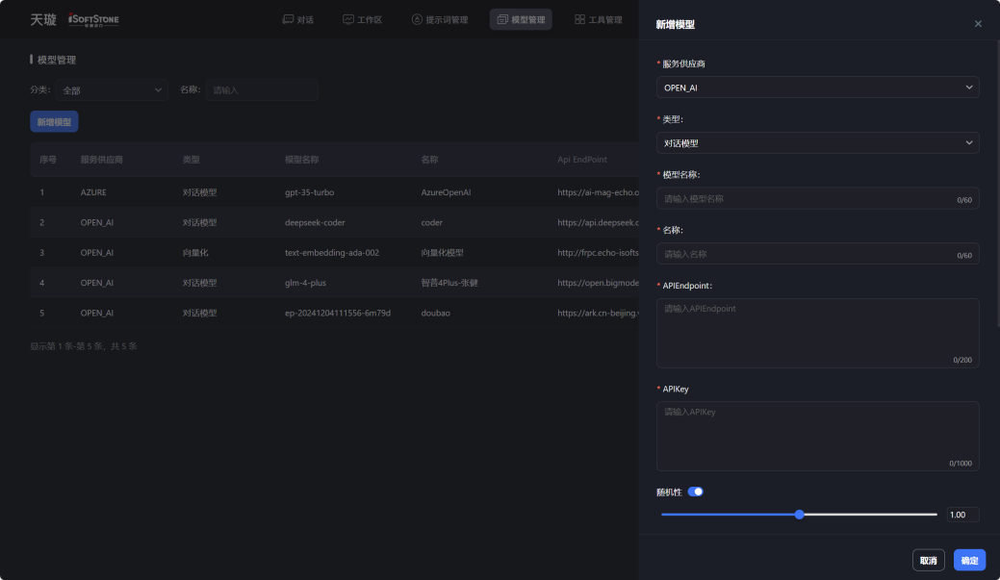 天璇 iSOFTSTONE
对话 工作区 提示词管理 模型管理 工具管理
模型管理
分类: 全部 名称: 请输入
新增模型
序号 服务供应商 类型 模型名称 名称 Api EndPoint
1 AZURE 对话模型 gpt-35-turbo AzureOpenAI https://ai-mag-echo.o
2 OPEN_AI 对话模型 deepseek-coder coder https://api.deepseek.c
3 OPEN_AI 向量化 text-embedding-ada-002 向量化模型 http://frpc.echo-isofts
4 OPEN_AI 对话模型 glm-4-plus 智普4Plus-张健 https://open.bigmode
5 OPEN_AI 对话模型 ep-20241204111556-6m79d doubao https://ark.cn-beijing.
显示第 1 条-第 5 条、共 5 条
新增模型
* 服务供应商
OPEN_AI
* 类型:
对话模型
* 模型名称:
请输入模型名称 0/60
* 名称:
请输入名称 0/60
* APIEndpoint:
请输入APIEndpoint
0/200
* APIKey
请输入APIKey
0/1000
随机性
1.00
取消 确定